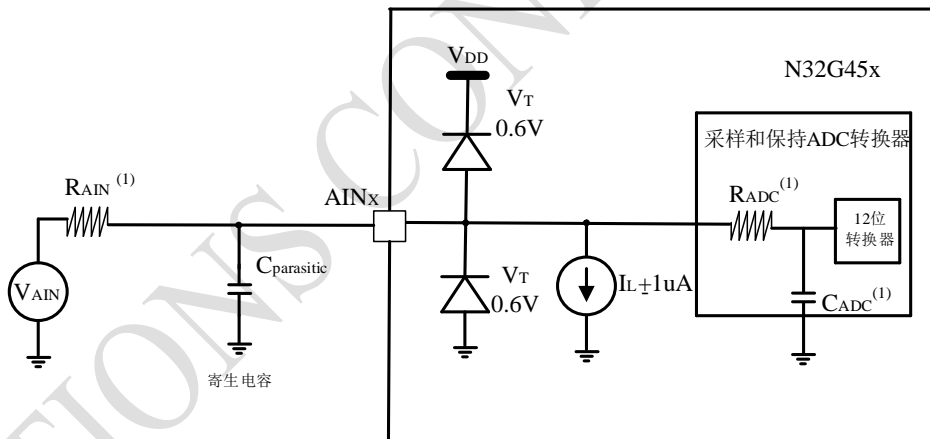 VDD
N32G45x
VT
0.6V
采样和保持ADC转换器
RAIN(1)
AINx
RADC(1)
12位
转换器
VAIN
Cparasitic
VT
0.6V
IL±1uA
CADC(1)
寄生电容
TIONS CON